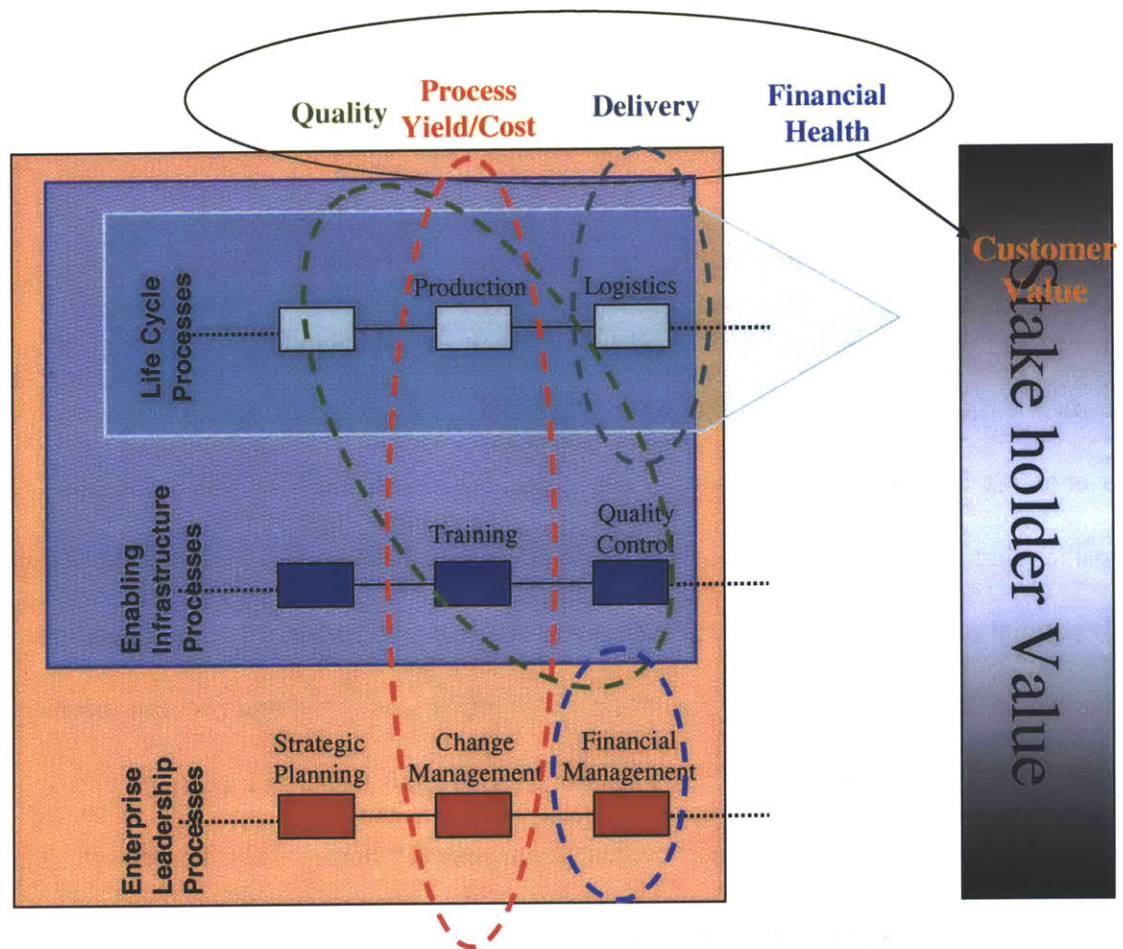 Quality
Process
Yield/Cost
Delivery
Financial
Health
Customer
Value
Stake holder Value
Life Cycle
Processes
Production
Logistics
Enabling
Infrastructure
Processes
Training
Quality
Control
Enterprise
Leadership
Processes
Strategic
Planning
Change
Management
Financial
Management